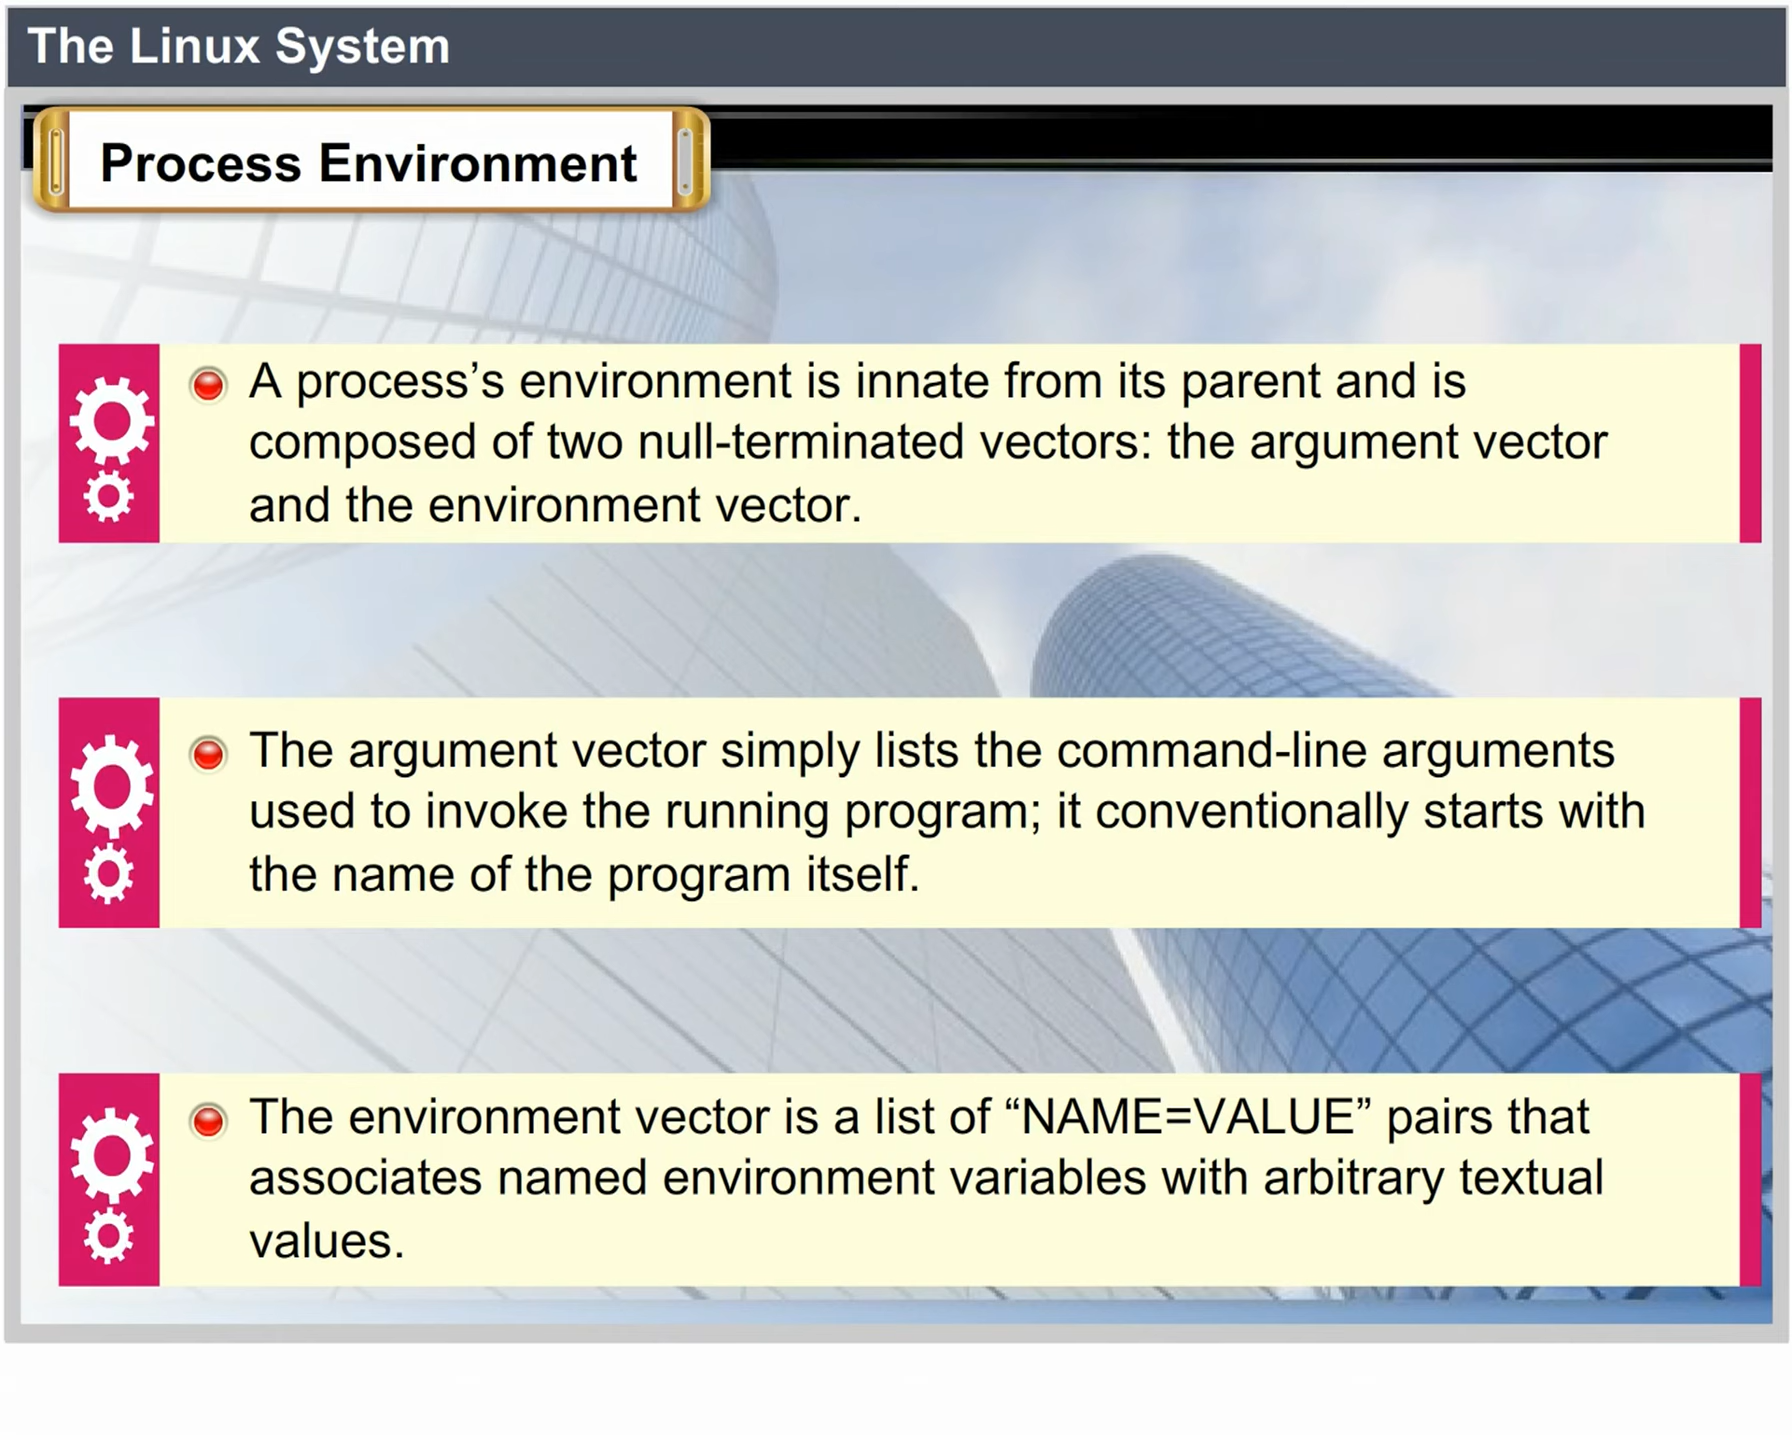 The Linux System
Process Environment
A process’s environment is innate from its parent and is
composed of two null-terminated vectors: the argument vector
and the environment vector.
The argument vector simply lists the command-line arguments
used to invoke the running program; it conventionally starts with
the name of the program itself.
The environment vector is a list of “NAME=VALUE” pairs that
associates named environment variables with arbitrary textual
values.